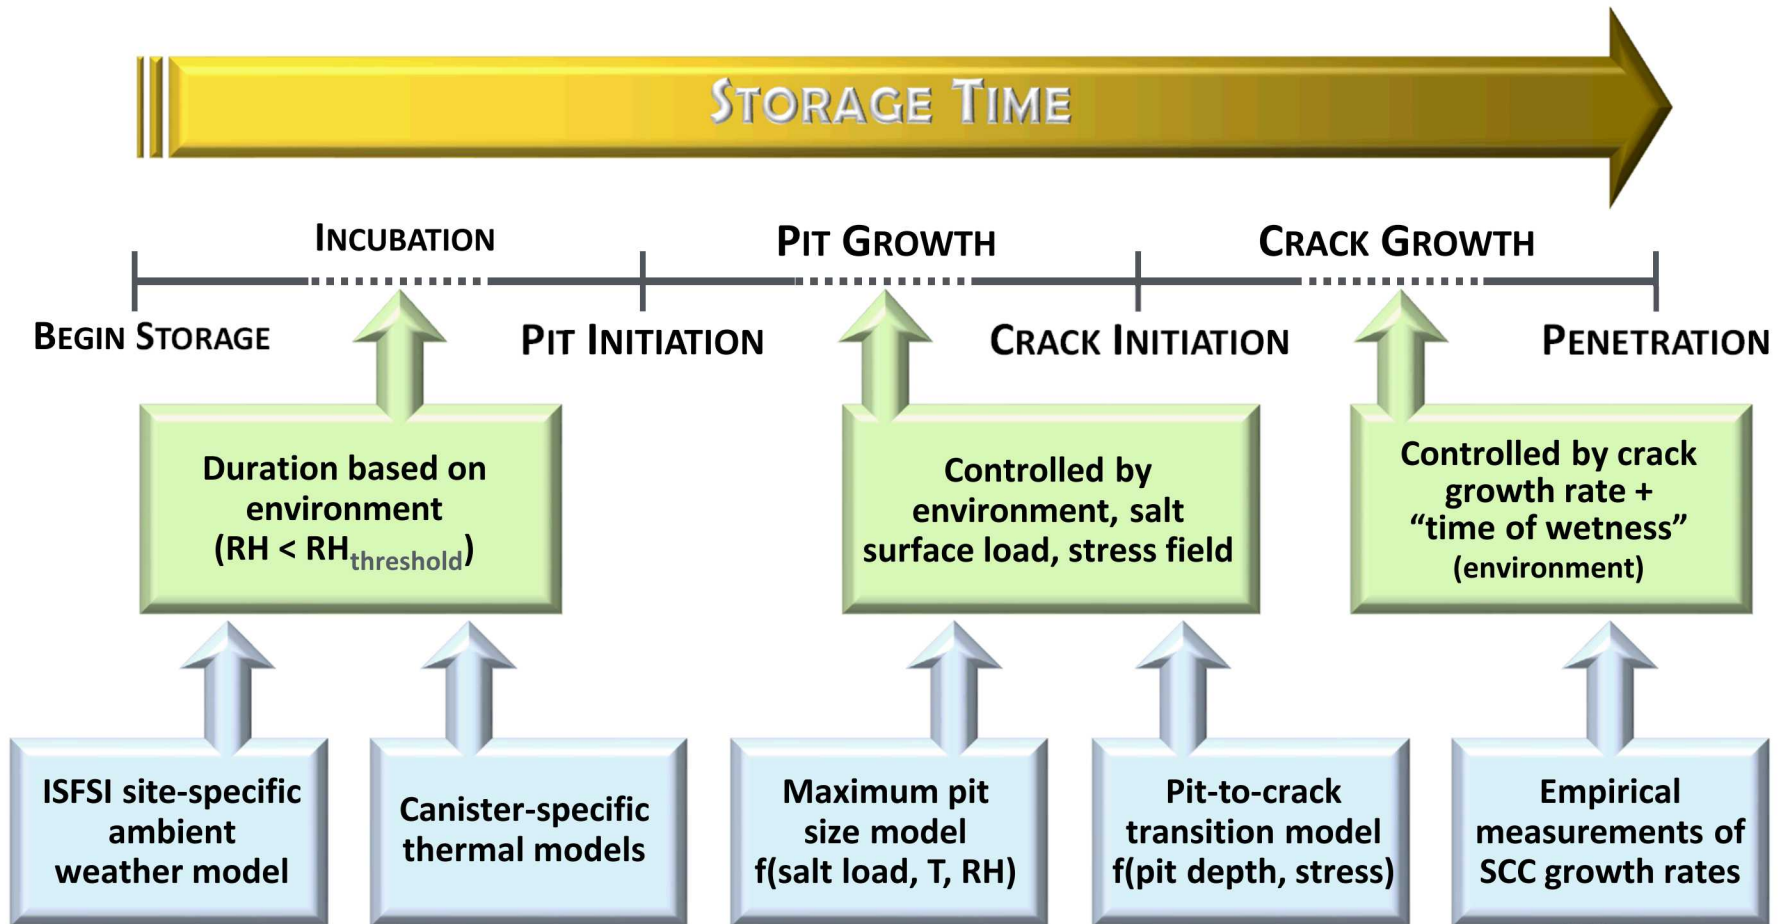 STORAGE TIME
INCUBATION
PIT GROWTH
CRACK GROWTH
BEGIN STORAGE
PIT INITIATION
CRACK INITIATION
PENETRATION
Duration based on
environment
(RH < RHthreshold)
Controlled by
environment, salt
surface load, stress field
Controlled by crack
growth rate +
“time of wetness”
(environment)
ISFSI site-specific
ambient
weather model
Canister-specific
thermal models
Maximum pit
size model
f(salt load, T, RH)
Pit-to-crack
transition model
f(pit depth, stress)
Empirical
measurements of
SCC growth rates